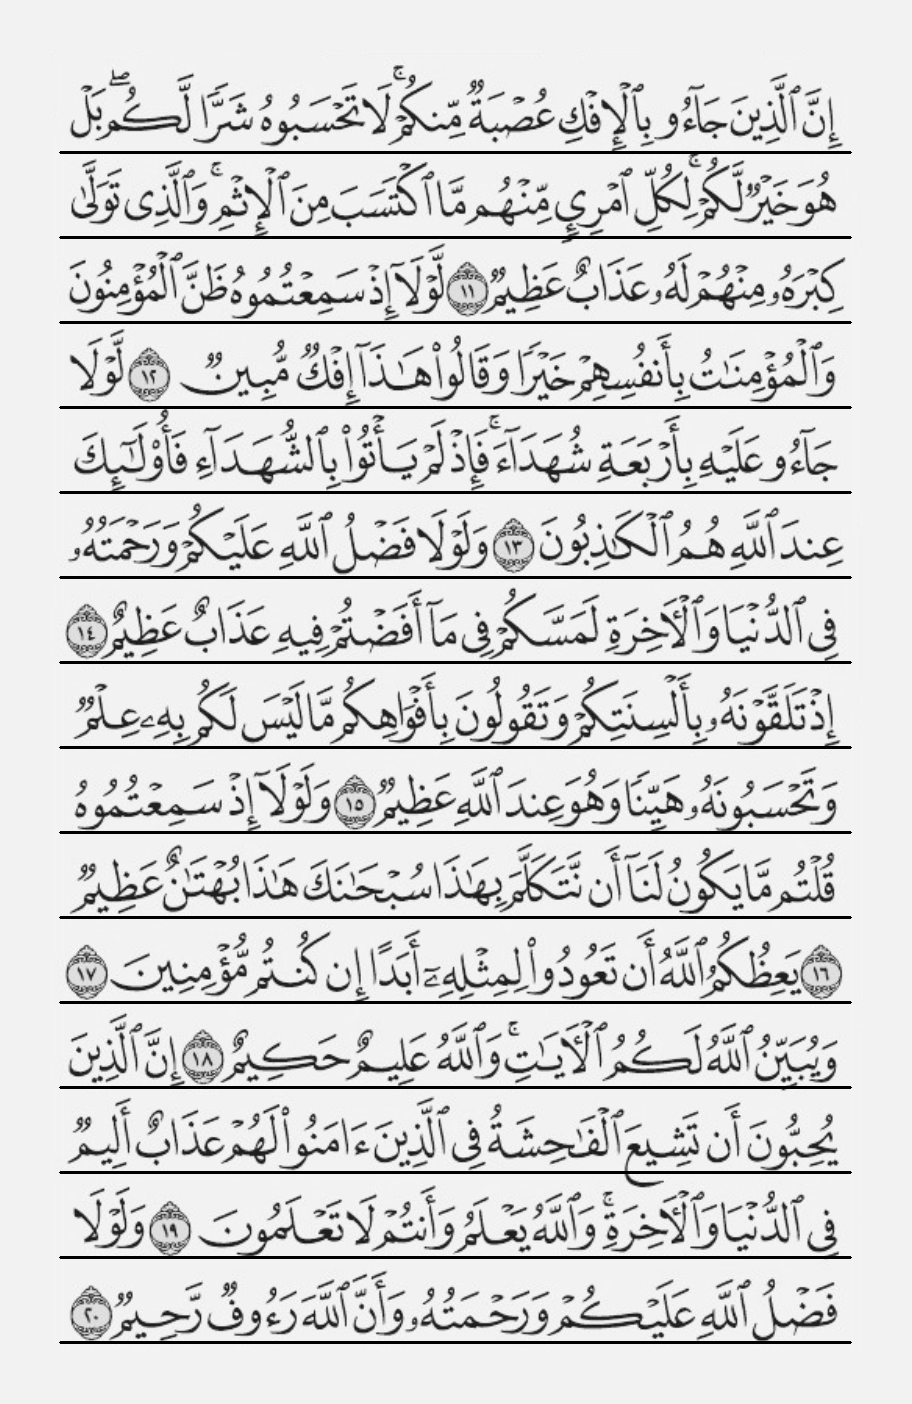 إِنَّ ٱلَّذِينَ جَآءُو بِٱلْإِفْكِ عُصْبَةٌ مِّنكُمْ ۚ لَا تَحْسَبُوهُ شَرًّا لَّكُم ۖ بَلْ
هُوَ خَيْرٌ لَّكُمْ ۚ لِكُلِّ ٱمْرِئٍ مِّنْهُم مَّا ٱكْتَسَبَ مِنَ ٱلْإِثْمِ ۚ وَٱلَّذِى تَوَلَّىٰ
كِبْرَهُۥ مِنْهُمْ لَهُۥ عَذَابٌ عَظِيمٌ ١١ لَّوْلَآ إِذْ سَمِعْتُمُوهُ ظَنَّ ٱلْمُؤْمِنُونَ
وَٱلْمُؤْمِنَٰتُ بِأَنفُسِهِمْ خَيْرًا وَقَالُوا۟ هَٰذَآ إِفْكٌ مُّبِينٌ ١٢ لَّوْلَا
جَآءُو عَلَيْهِ بِأَرْبَعَةِ شُهَدَآءَ ۚ فَإِذْ لَمْ يَأْتُوا۟ بِٱلشُّهَدَآءِ فَأُو۟لَٰٓئِكَ
عِندَ ٱللَّهِ هُمُ ٱلْكَٰذِبُونَ ١٣ وَلَوْلَا فَضْلُ ٱللَّهِ عَلَيْكُمْ وَرَحْمَتُهُۥ
فِى ٱلدُّنْيَا وَٱلْءَاخِرَةِ لَمَسَّكُمْ فِى مَآ أَفَضْتُمْ فِيهِ عَذَابٌ عَظِيمٌ ١٤
إِذْ تَلَقَّوْنَهُۥ بِأَلْسِنَتِكُمْ وَتَقُولُونَ بِأَفْوَاهِكُم مَّا لَيْسَ لَكُم بِهِۦ عِلْمٌ
وَتَحْسَبُونَهُۥ هَيِّنًا وَهُوَ عِندَ ٱللَّهِ عَظِيمٌ ١٥ وَلَوْلَآ إِذْ سَمِعْتُمُوهُ
قُلْتُم مَّا يَكُونُ لَنَآ أَن نَّتَكَلَّمَ بِهَٰذَا سُبْحَٰنَكَ هَٰذَا بُهْتَٰنٌ عَظِيمٌ
١٦ يَعِظُكُمُ ٱللَّهُ أَن تَعُودُوا۟ لِمِثْلِهِۦٓ أَبَدًا إِن كُنتُم مُّؤْمِنِينَ ١٧
وَيُبَيِّنُ ٱللَّهُ لَكُمُ ٱلْءَايَٰتِ ۚ وَٱللَّهُ عَلِيمٌ حَكِيمٌ ١٨ إِنَّ ٱلَّذِينَ
يُحِبُّونَ أَن تَشِيعَ ٱلْفَٰحِشَةُ فِى ٱلَّذِينَ ءَامَنُوا۟ لَهُمْ عَذَابٌ أَلِيمٌ
فِى ٱلدُّنْيَا وَٱلْءَاخِرَةِ ۚ وَٱللَّهُ يَعْلَمُ وَأَنتُمْ لَا تَعْلَمُونَ ١٩ وَلَوْلَا
فَضْلُ ٱللَّهِ عَلَيْكُمْ وَرَحْمَتُهُۥ وَأَنَّ ٱللَّهَ رَءُوفٌ رَّحِيمٌ ٢٠